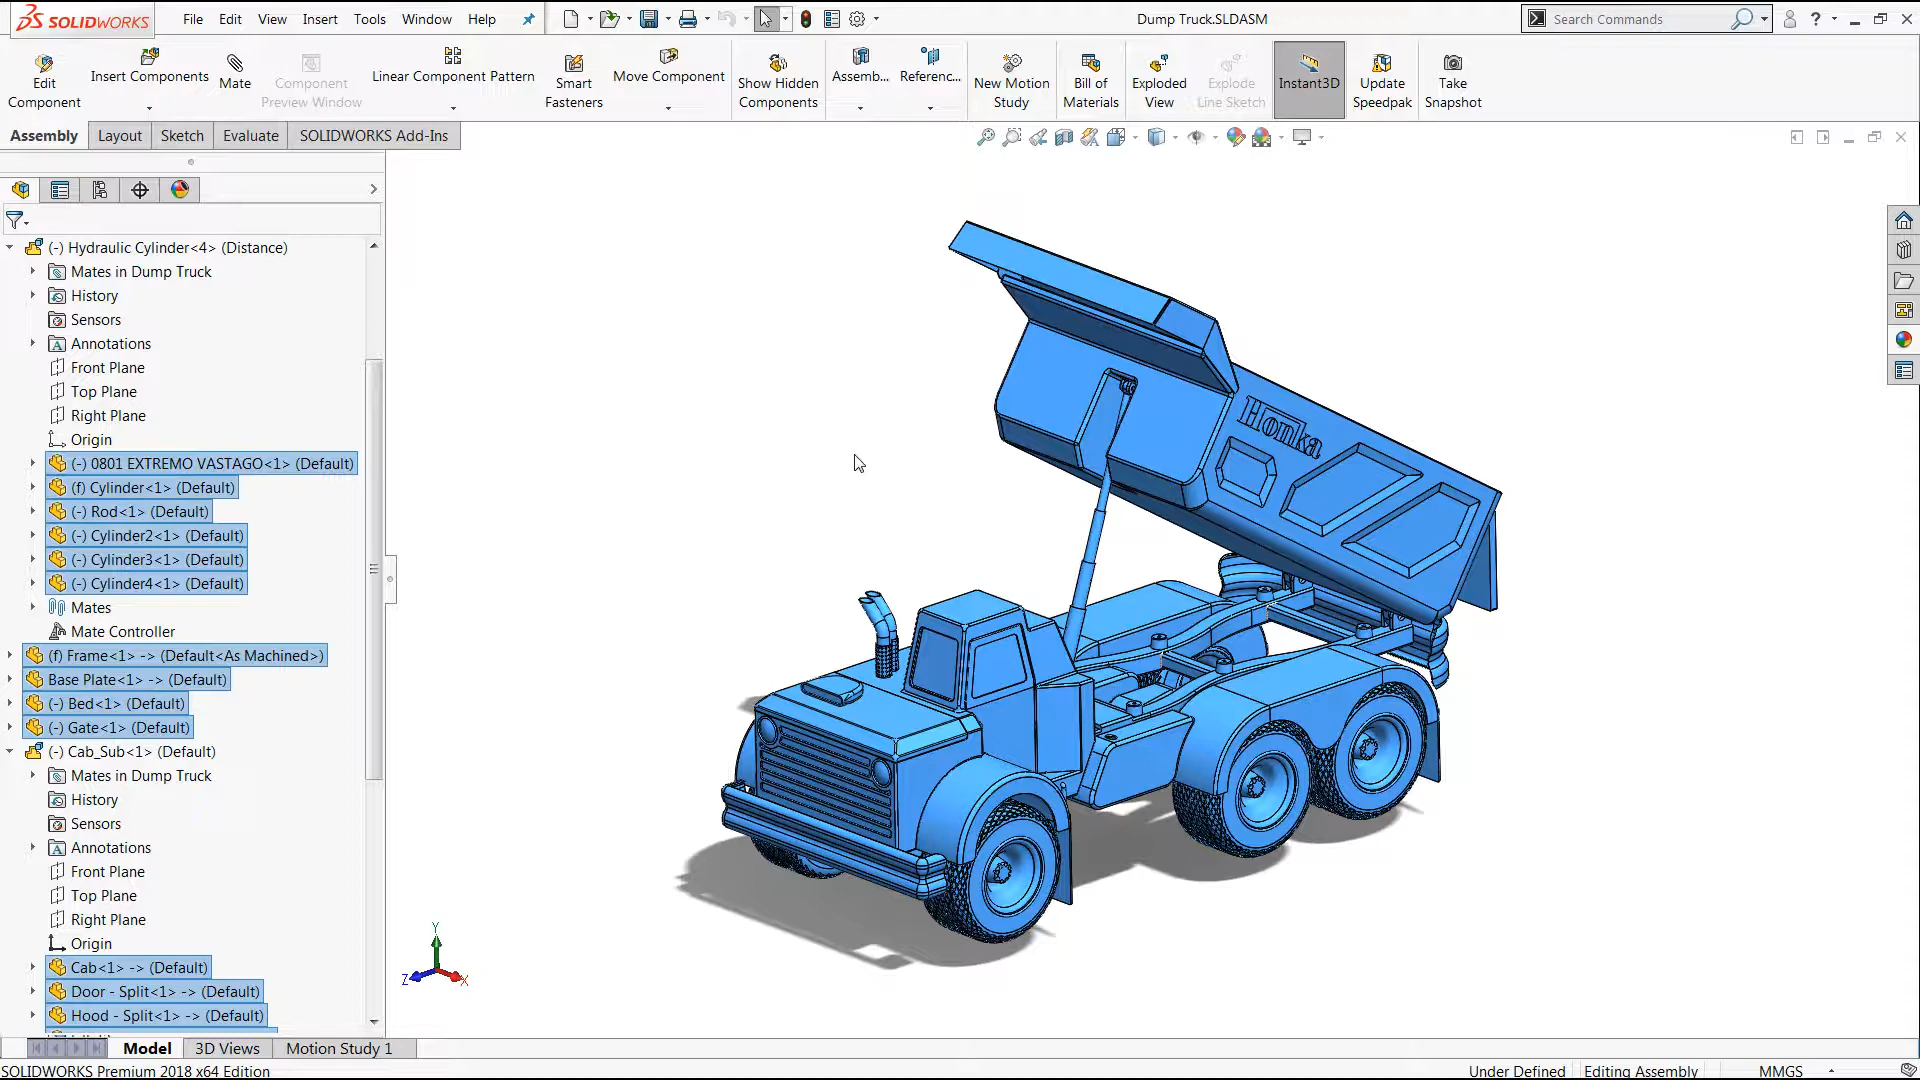 SOLIDWORKS File Edit View Insert Tools Window Help Dump Truck.SLDASM Search Commands ?
Edit Component
Insert Components
Mate
Component Preview Window
Linear Component Pattern
Smart Fasteners
Move Component
Show Hidden Components
Assemb...
Referenc...
New Motion Study
Bill of Materials
Exploded View
Explode Line Sketch
Instant3D
Update Speedpak
Take Snapshot
Assembly Layout Sketch Evaluate SOLIDWORKS Add-Ins
(-) Hydraulic Cylinder<4> (Distance)
Mates in Dump Truck
History
Sensors
Annotations
Front Plane
Top Plane
Right Plane
Origin
(-) 0801 EXTREMO VASTAGO<1> (Default)
(f) Cylinder<1> (Default)
(-) Rod<1> (Default)
(-) Cylinder2<1> (Default)
(-) Cylinder3<1> (Default)
(-) Cylinder4<1> (Default)
Mates
Mate Controller
(f) Frame<1> -> (Default<As Machined>)
Base Plate<1> -> (Default)
(-) Bed<1> (Default)
(-) Gate<1> (Default)
(-) Cab_Sub<1> (Default)
Mates in Dump Truck
History
Sensors
Annotations
Front Plane
Top Plane
Right Plane
Origin
Cab<1> -> (Default)
Door - Split<1> -> (Default)
Hood - Split<1> -> (Default)
Honka
Y
Z
X
Model 3D Views Motion Study 1
SOLIDWORKS Premium 2018 x64 Edition Under Defined Editing Assembly MMGS